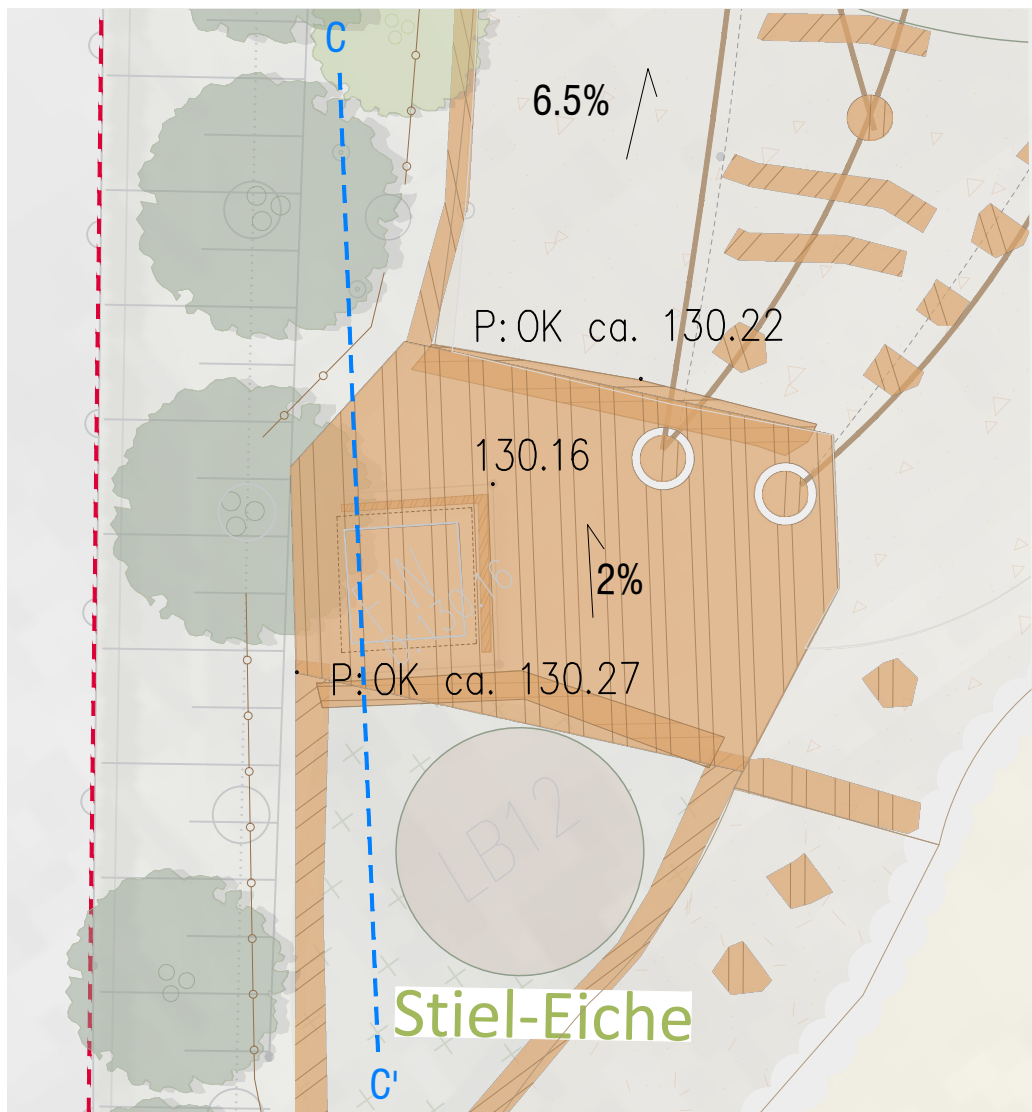 C
6.5%
P: OK ca. 130.22
130.16
2%
P: OK ca. 130.27
LB12
Stiel-Eiche
C'